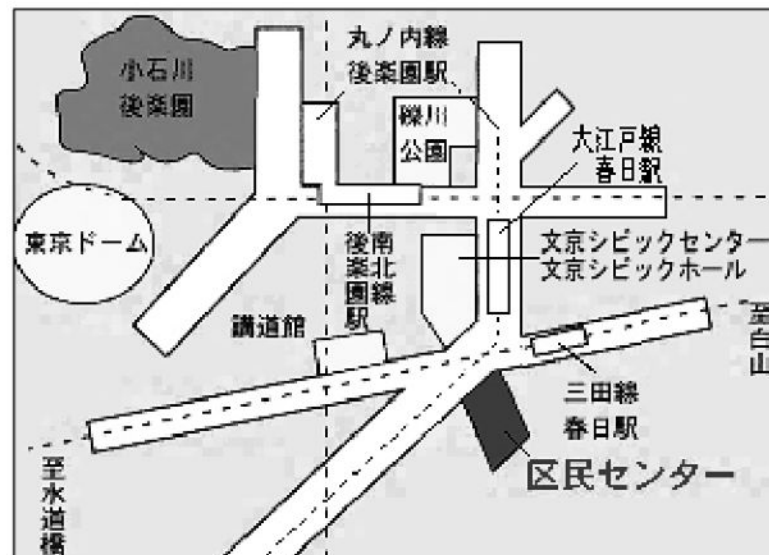 小石川
後楽園
丸ノ内線
後楽園駅
礫川
公園
大江戸線
春日駅
東京ドーム
南北線
後楽園駅
文京シビックセンター
文京シビックホール
講道館
至白山
三田線
春日駅
区民センター
至水道橋